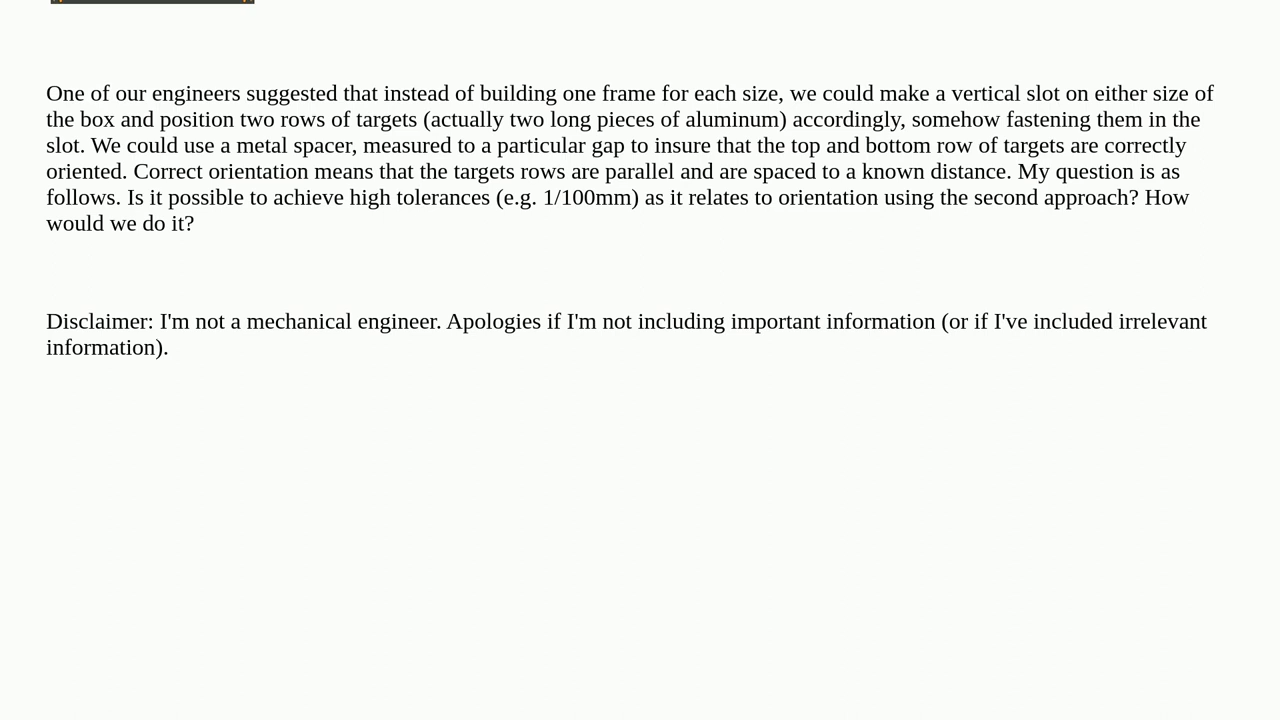 One of our engineers suggested that instead of building one frame for each size, we could make a vertical slot on either size of
the box and position two rows of targets (actually two long pieces of aluminum) accordingly, somehow fastening them in the
slot. We could use a metal spacer, measured to a particular gap to insure that the top and bottom row of targets are correctly
oriented. Correct orientation means that the targets rows are parallel and are spaced to a known distance. My question is as
follows. Is it possible to achieve high tolerances (e.g. 1/100mm) as it relates to orientation using the second approach? How
would we do it?
Disclaimer: I'm not a mechanical engineer. Apologies if I'm not including important information (or if I've included irrelevant
information).